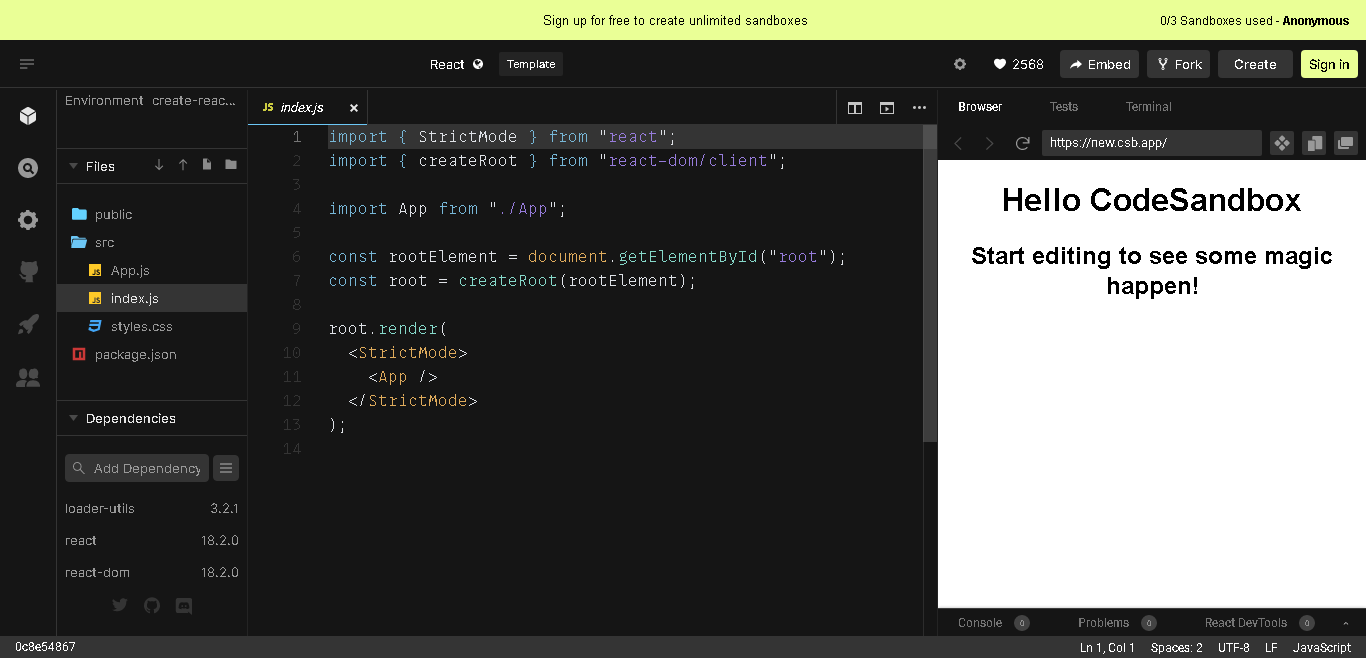 Sign up for free to create unlimited sandboxes
0/3 Sandboxes used - Anonymous
React
Template
2568
Embed
Fork
Create
Sign in
Environment create-reac...
Files
public
src
JS App.js
JS index.js
styles.css
package.json
Dependencies
Add Dependency
loader-utils 3.2.1
react 18.2.0
react-dom 18.2.0
JS index.js
1 import { StrictMode } from "react";
2 import { createRoot } from "react-dom/client";
3
4 import App from "./App";
5
6 const rootElement = document.getElementById("root");
7 const root = createRoot(rootElement);
8
9 root.render(
10 <StrictMode>
11 <App />
12 </StrictMode>
13 );
14
Browser Tests Terminal
https://new.csb.app/
Hello CodeSandbox
Start editing to see some magic
happen!
Console 0 Problems 0 React DevTools 0
0c8e54867
Ln 1, Col 1 Spaces: 2 UTF-8 LF JavaScript